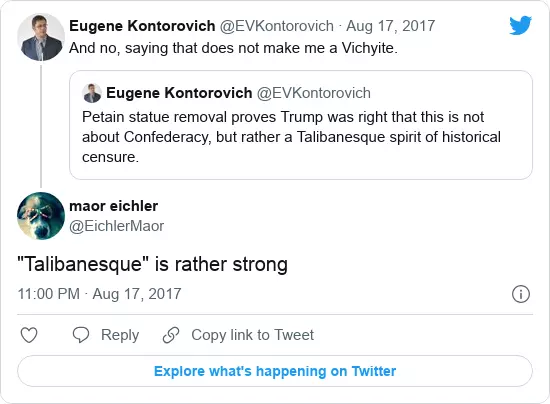 Eugene Kontorovich @EVKontorovich · Aug 17, 2017
And no, saying that does not make me a Vichyite.
Eugene Kontorovich @EVKontorovich
Petain statue removal proves Trump was right that this is not
about Confederacy, but rather a Talibanesque spirit of historical
censure.
maor eichler
@EichlerMaor
"Talibanesque" is rather strong
11:00 PM · Aug 17, 2017
Reply
Copy link to Tweet
Explore what's happening on Twitter